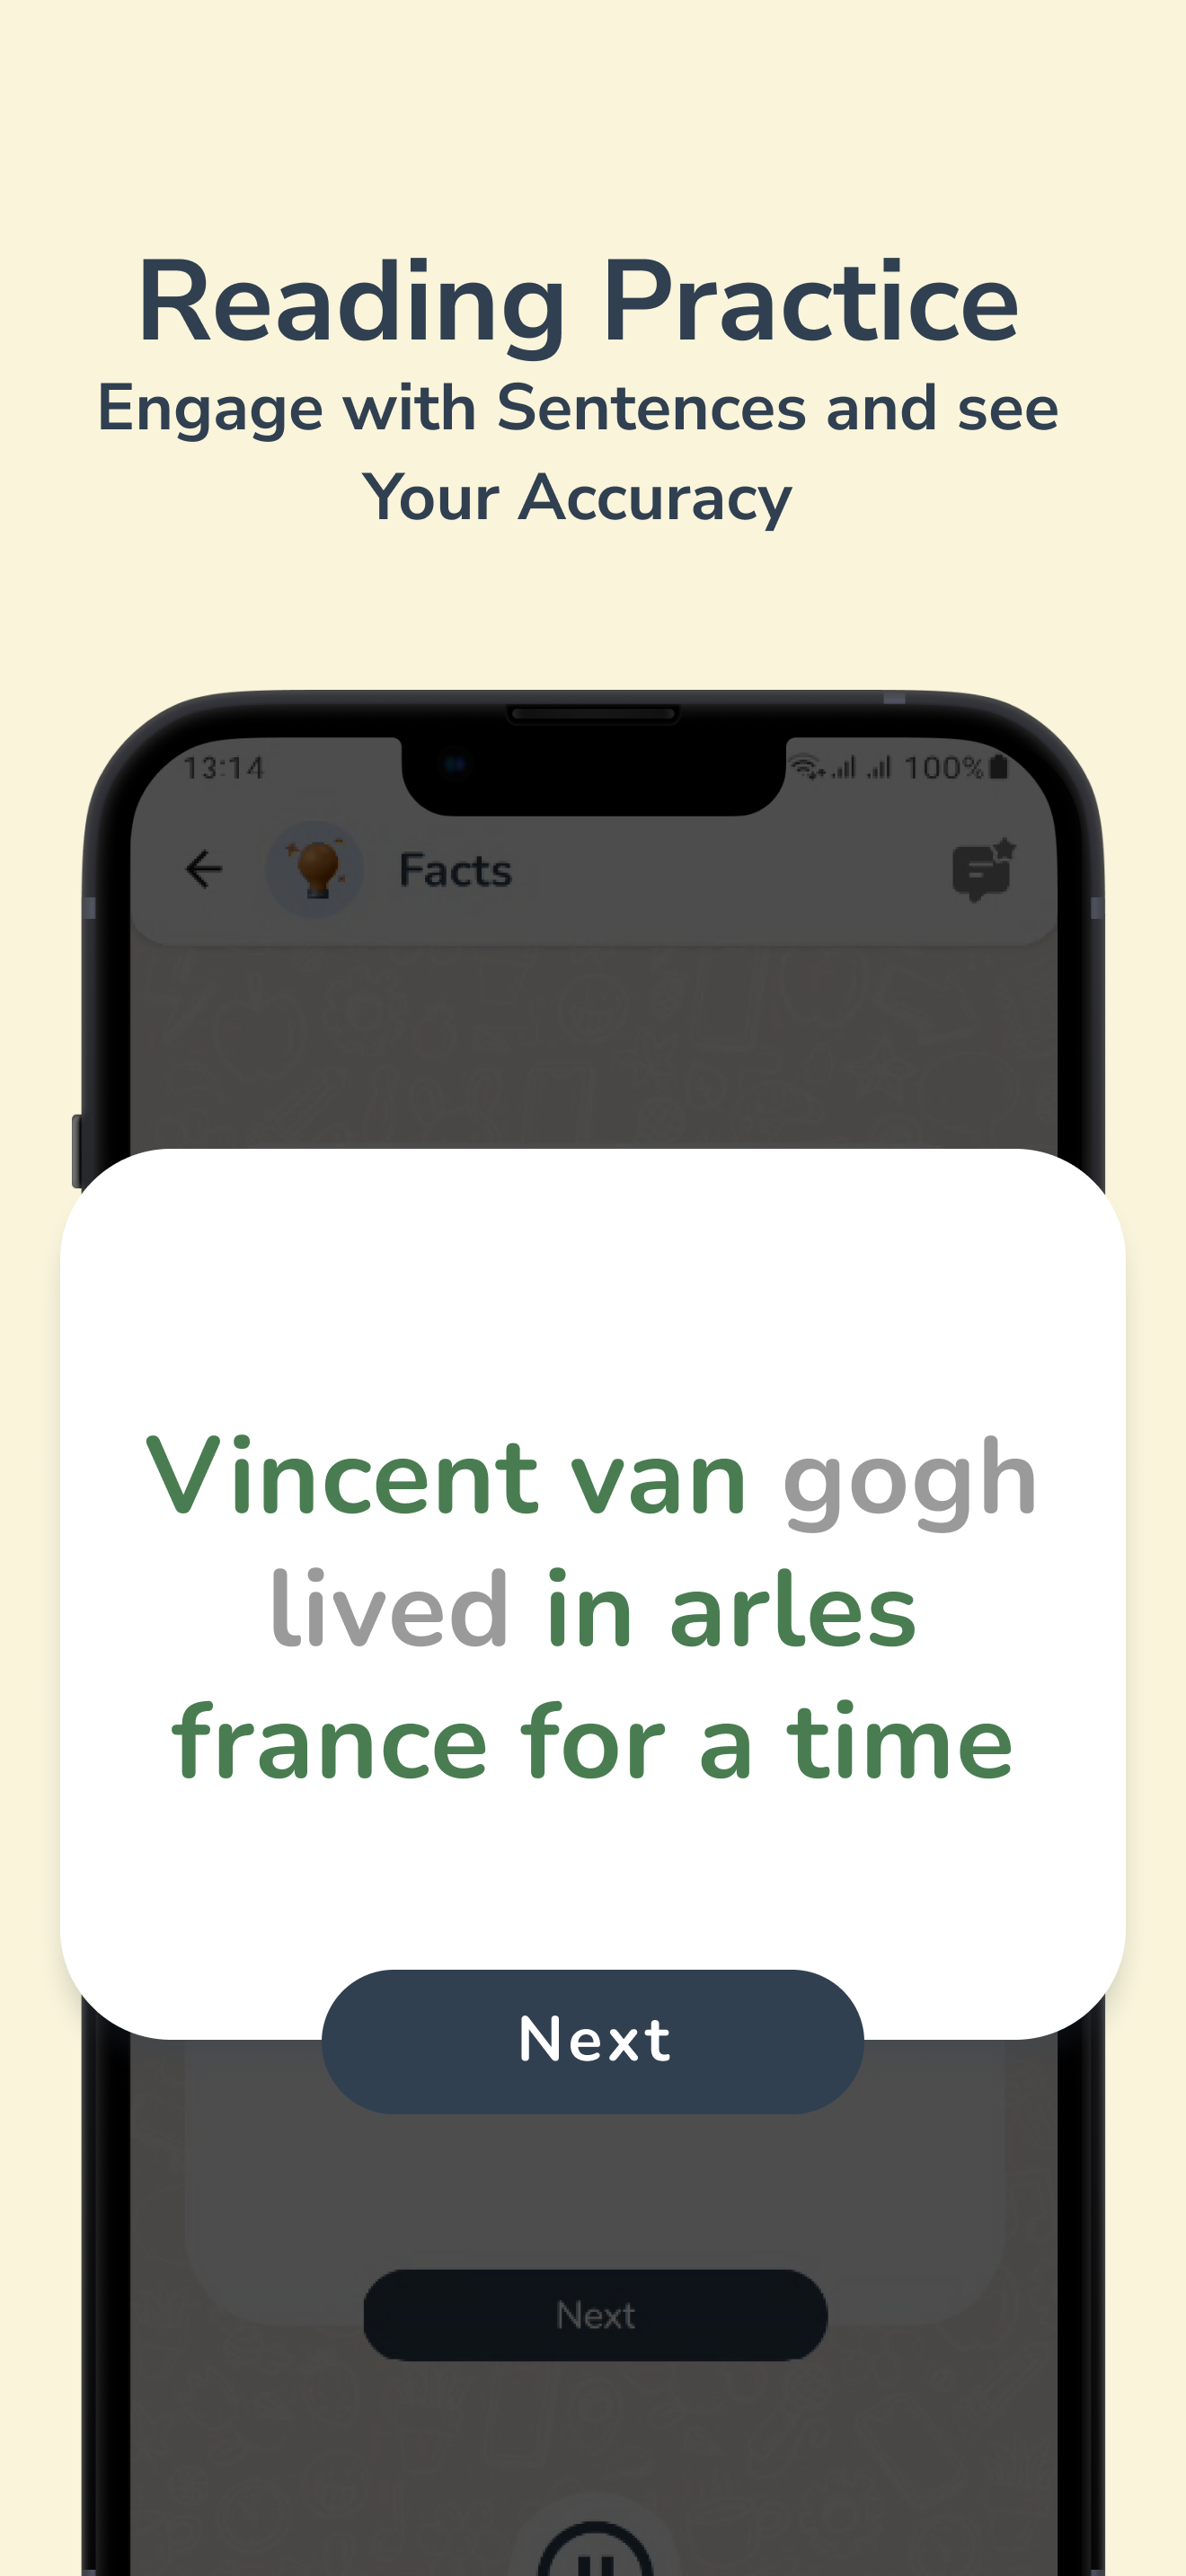 Reading Practice
Engage with Sentences and see
Your Accuracy
13:14
100%
Facts
Vincent van gogh
lived in arles
france for a time
Next
Next